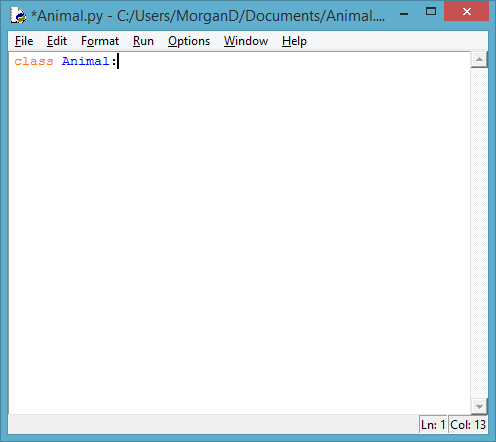 *Animal.py - C:/Users/MorganD/Documents/Animal....
File Edit Format Run Options Window Help
class Animal:
Ln: 1 Col: 13